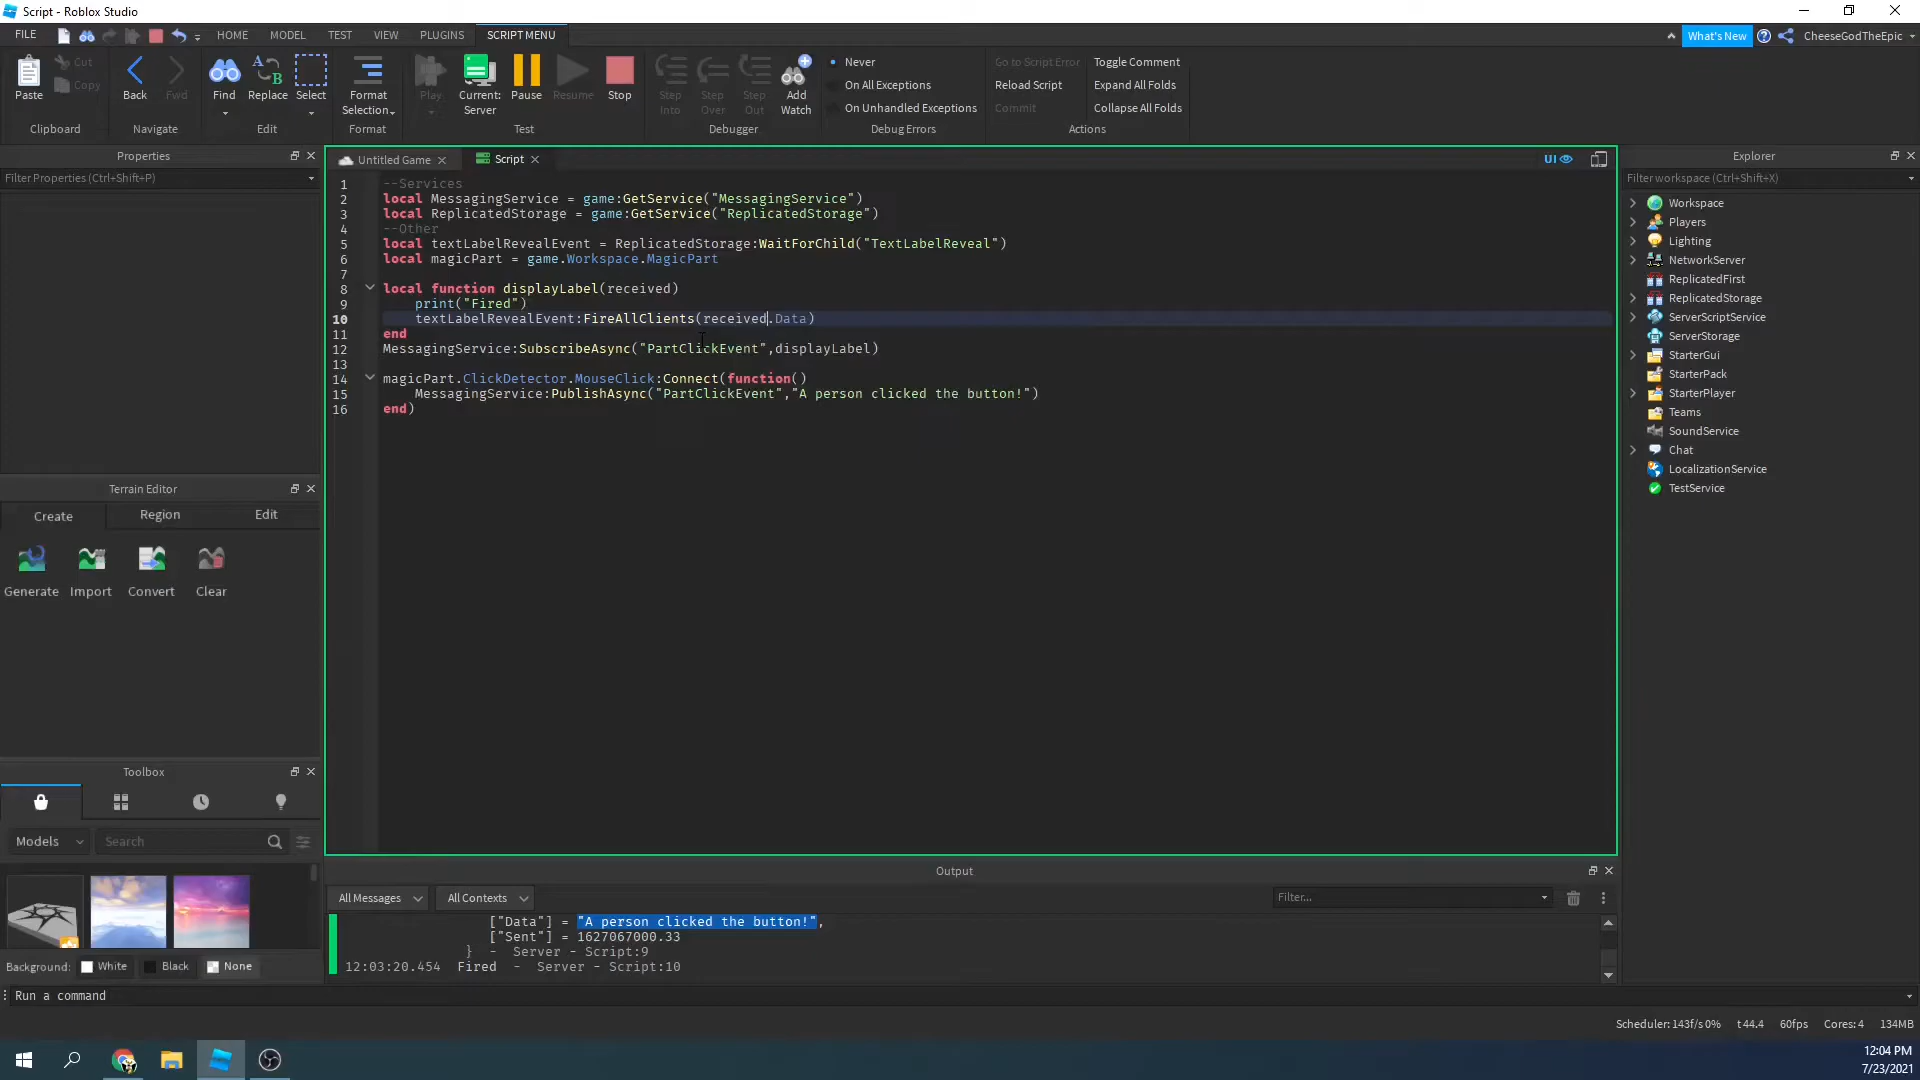 Script - Roblox Studio
FILE HOME MODEL TEST VIEW PLUGINS SCRIPT MENU What's New CheeseGodTheEpic
Paste Cut Copy Back Fwd Find Replace Select Format Selection Play Current: Server Pause Resume Stop Step Into Step Over Step Out Add Watch
Never
On All Exceptions
On Unhandled Exceptions
Go to Script Error Toggle Comment
Reload Script Expand All Folds
Commit Collapse All Folds
Clipboard Navigate Edit Format Test Debugger Debug Errors Actions
Properties
Filter Properties (Ctrl+Shift+P)
Terrain Editor
Create Region Edit
Generate Import Convert Clear
Toolbox
Models Search
Background: White Black None
Untitled Game Script UI
1 --Services
2 local MessagingService = game:GetService("MessagingService")
3 local ReplicatedStorage = game:GetService("ReplicatedStorage")
4 --Other
5 local textLabelRevealEvent = ReplicatedStorage:WaitForChild("TextLabelReveal")
6 local magicPart = game.Workspace.MagicPart
7
8 local function displayLabel(received)
9 print("Fired")
10 textLabelRevealEvent:FireAllClients(received.Data)
11 end
12 MessagingService:SubscribeAsync("PartClickEvent",displayLabel)
13
14 magicPart.ClickDetector.MouseClick:Connect(function()
15 MessagingService:PublishAsync("PartClickEvent","A person clicked the button!")
16 end)
Output
All Messages All Contexts Filter...
["Data"] = "A person clicked the button!",
["Sent"] = 1627067000.33
} - Server - Script:9
12:03:20.454 Fired - Server - Script:10
Explorer
Filter workspace (Ctrl+Shift+X)
Workspace
Players
Lighting
NetworkServer
ReplicatedFirst
ReplicatedStorage
ServerScriptService
ServerStorage
StarterGui
StarterPack
StarterPlayer
Teams
SoundService
Chat
LocalizationService
TestService
Run a command
Scheduler: 143f/s 0% t 44.4 60fps Cores: 4 134MB
12:04 PM
7/23/2021